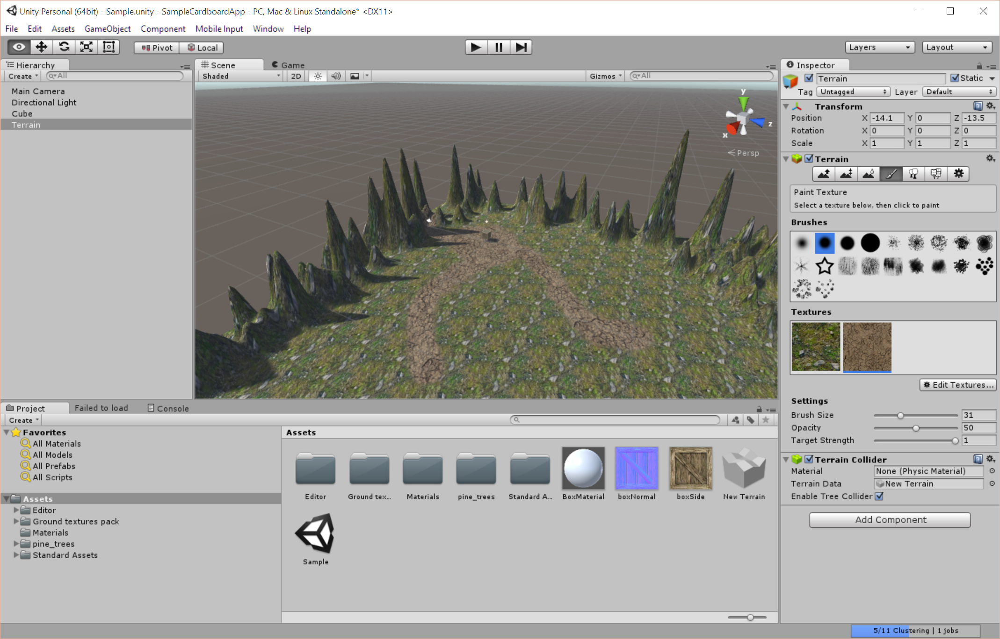 Unity Personal (64bit) - Sample.unity - SampleCardboardApp - PC, Mac & Linux Standalone* <DX11>
File Edit Assets GameObject Component Mobile Input Window Help
Pivot Local Layers Layout
Hierarchy
Create All
Main Camera
Directional Light
Cube
Terrain
Scene Game
Shaded 2D Gizmos All
y
z
x
Persp
Inspector
Terrain Static
Tag Untagged Layer Default
Transform
Position X -14.1 Y 0 Z -13.5
Rotation X 0 Y 0 Z 0
Scale X 1 Y 1 Z 1
Terrain
Paint Texture
Select a texture below, then click to paint
Brushes
Textures
Edit Textures...
Settings
Brush Size 31
Opacity 50
Target Strength 1
Terrain Collider
Material None (Physic Material)
Terrain Data New Terrain
Enable Tree Collider
Add Component
Project Failed to load Console
Create
Favorites
All Materials
All Models
All Prefabs
All Scripts
Assets
Editor
Ground textures pack
Materials
pine_trees
Standard Assets
Assets
Editor Ground tex... Materials pine_trees Standard A... BoxMaterial boxNormal boxSide New Terrain
Sample
5/11 Clustering | 1 jobs